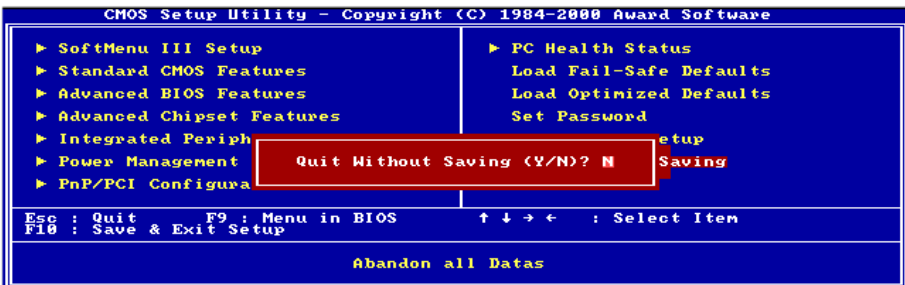 CMOS Setup Utility - Copyright (C) 1984-2000 Award Software
▶ SoftMenu III Setup
▶ Standard CMOS Features
▶ Advanced BIOS Features
▶ Advanced Chipset Features
▶ Integrated Periph
▶ Power Management
▶ PnP/PCI Configura
▶ PC Health Status
Load Fail-Safe Defaults
Load Optimized Defaults
Set Password
etup
Saving
Quit Without Saving (Y/N)? N
Esc : Quit F9 : Menu in BIOS ↑ ↓ → ← : Select Item
F10 : Save & Exit Setup
Abandon all Datas